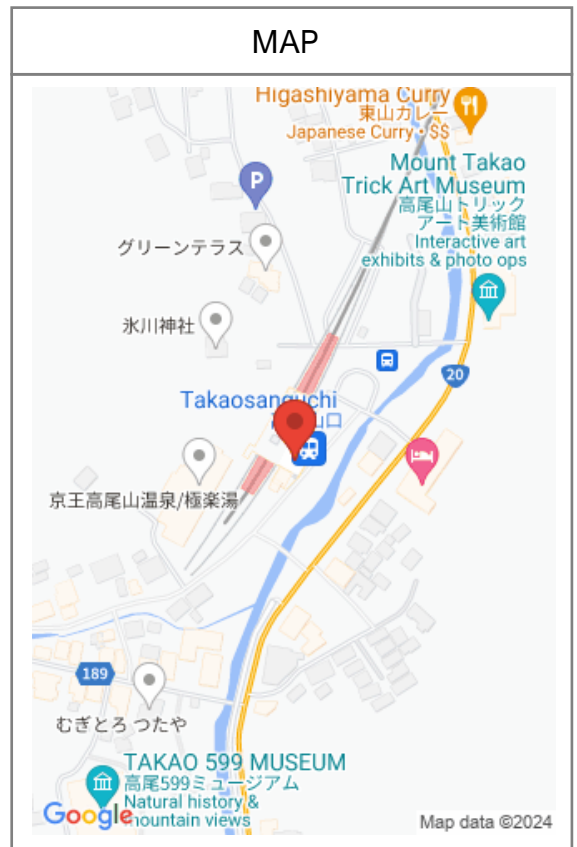 MAP
Higashiyama Curry
東山カレー
Japanese Curry・$$
Mount Takao
Trick Art Museum
高尾山トリック
アート美術館
Interactive art
exhibits & photo ops
P
グリーンテラス
氷川神社
20
Takaosanguchi
山口
京王高尾山温泉/極楽湯
189
むぎとろ つたや
TAKAO 599 MUSEUM
高尾599ミュージアム
Natural history &
mountain views
Google
Map data ©2024